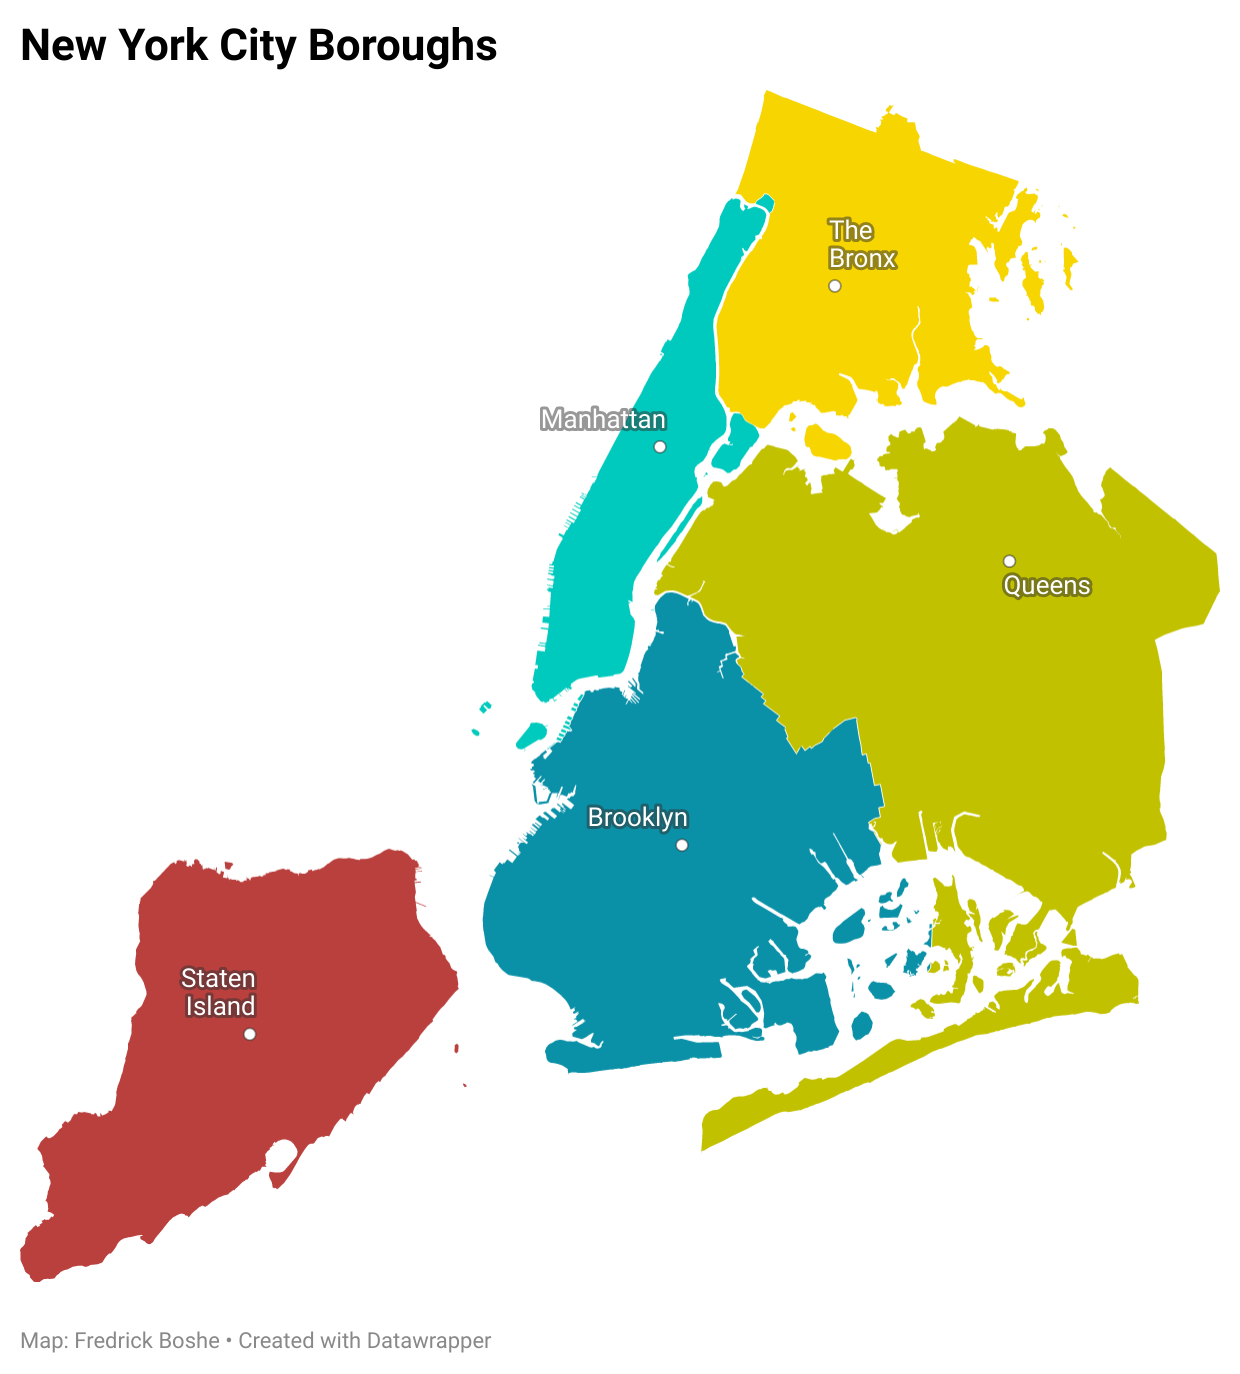 New York City Boroughs
The
Bronx
Manhattan
Queens
Brooklyn
Staten
Island
Map: Fredrick Boshe • Created with Datawrapper